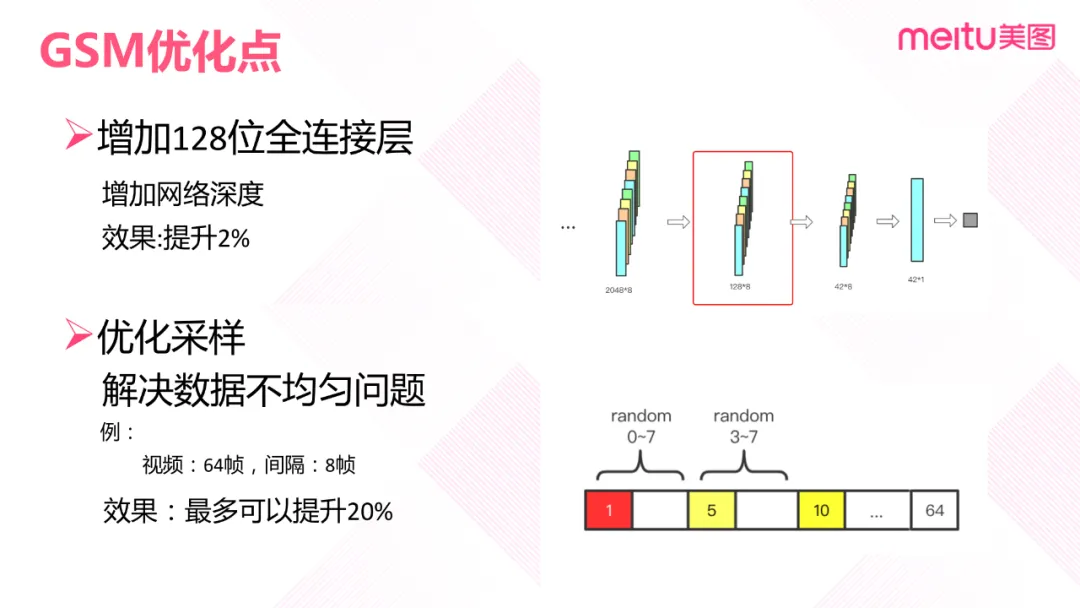 GSM优化点
meitu美图
增加128位全连接层
增加网络深度
效果:提升2%
...
2048*8
128*8
42*8
42*1
优化采样
解决数据不均匀问题
例：
视频：64帧，间隔：8帧
效果：最多可以提升20%
random
0~7
random
3~7
1
5
10
...
64